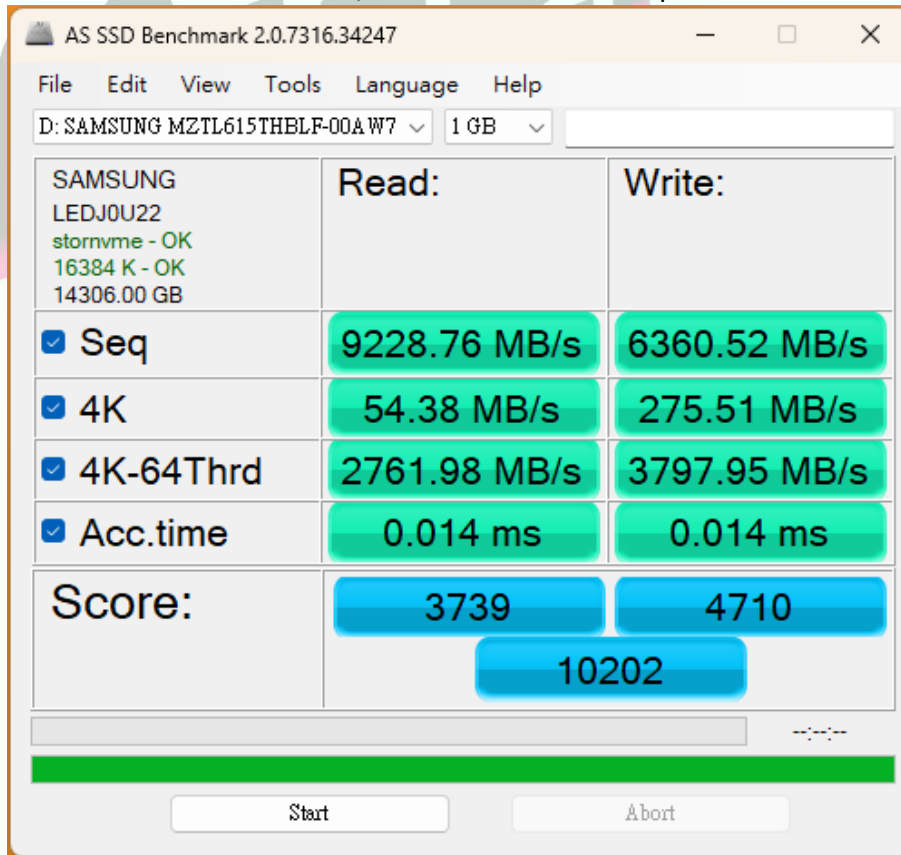 AS SSD Benchmark 2.0.7316.34247
File Edit View Tools Language Help
D: SAMSUNG MZTL615THBLF-00AW7 1 GB
SAMSUNG
LEDJ0U22
stornvme - OK
16384 K - OK
14306.00 GB
Read: Write:
Seq 9228.76 MB/s 6360.52 MB/s
4K 54.38 MB/s 275.51 MB/s
4K-64Thrd 2761.98 MB/s 3797.95 MB/s
Acc.time 0.014 ms 0.014 ms
Score: 3739 4710
10202
--:--:--
Start Abort